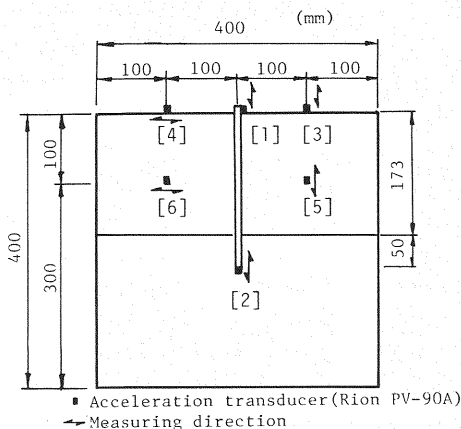 (mm)
400
100 100 100 100
[4] [1] [3]
100
173
[6] [5]
400
300
50
[2]
Acceleration transducer(Rion PV-90A)
Measuring direction